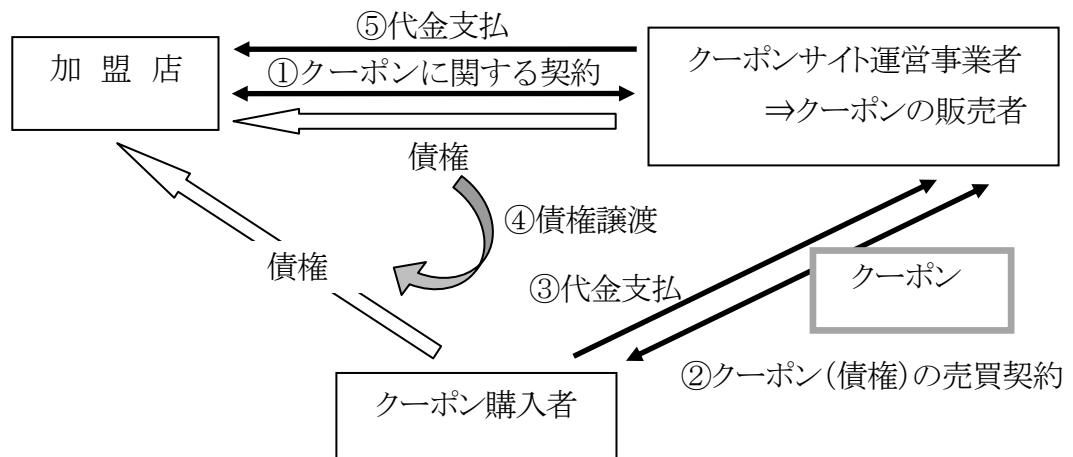 ⑤代金支払
加 盟 店
①クーポンに関する契約
クーポンサイト運営事業者
⇒クーポンの販売者
債権
④債権譲渡
債権
③代金支払
クーポン
②クーポン(債権)の売買契約
クーポン購入者